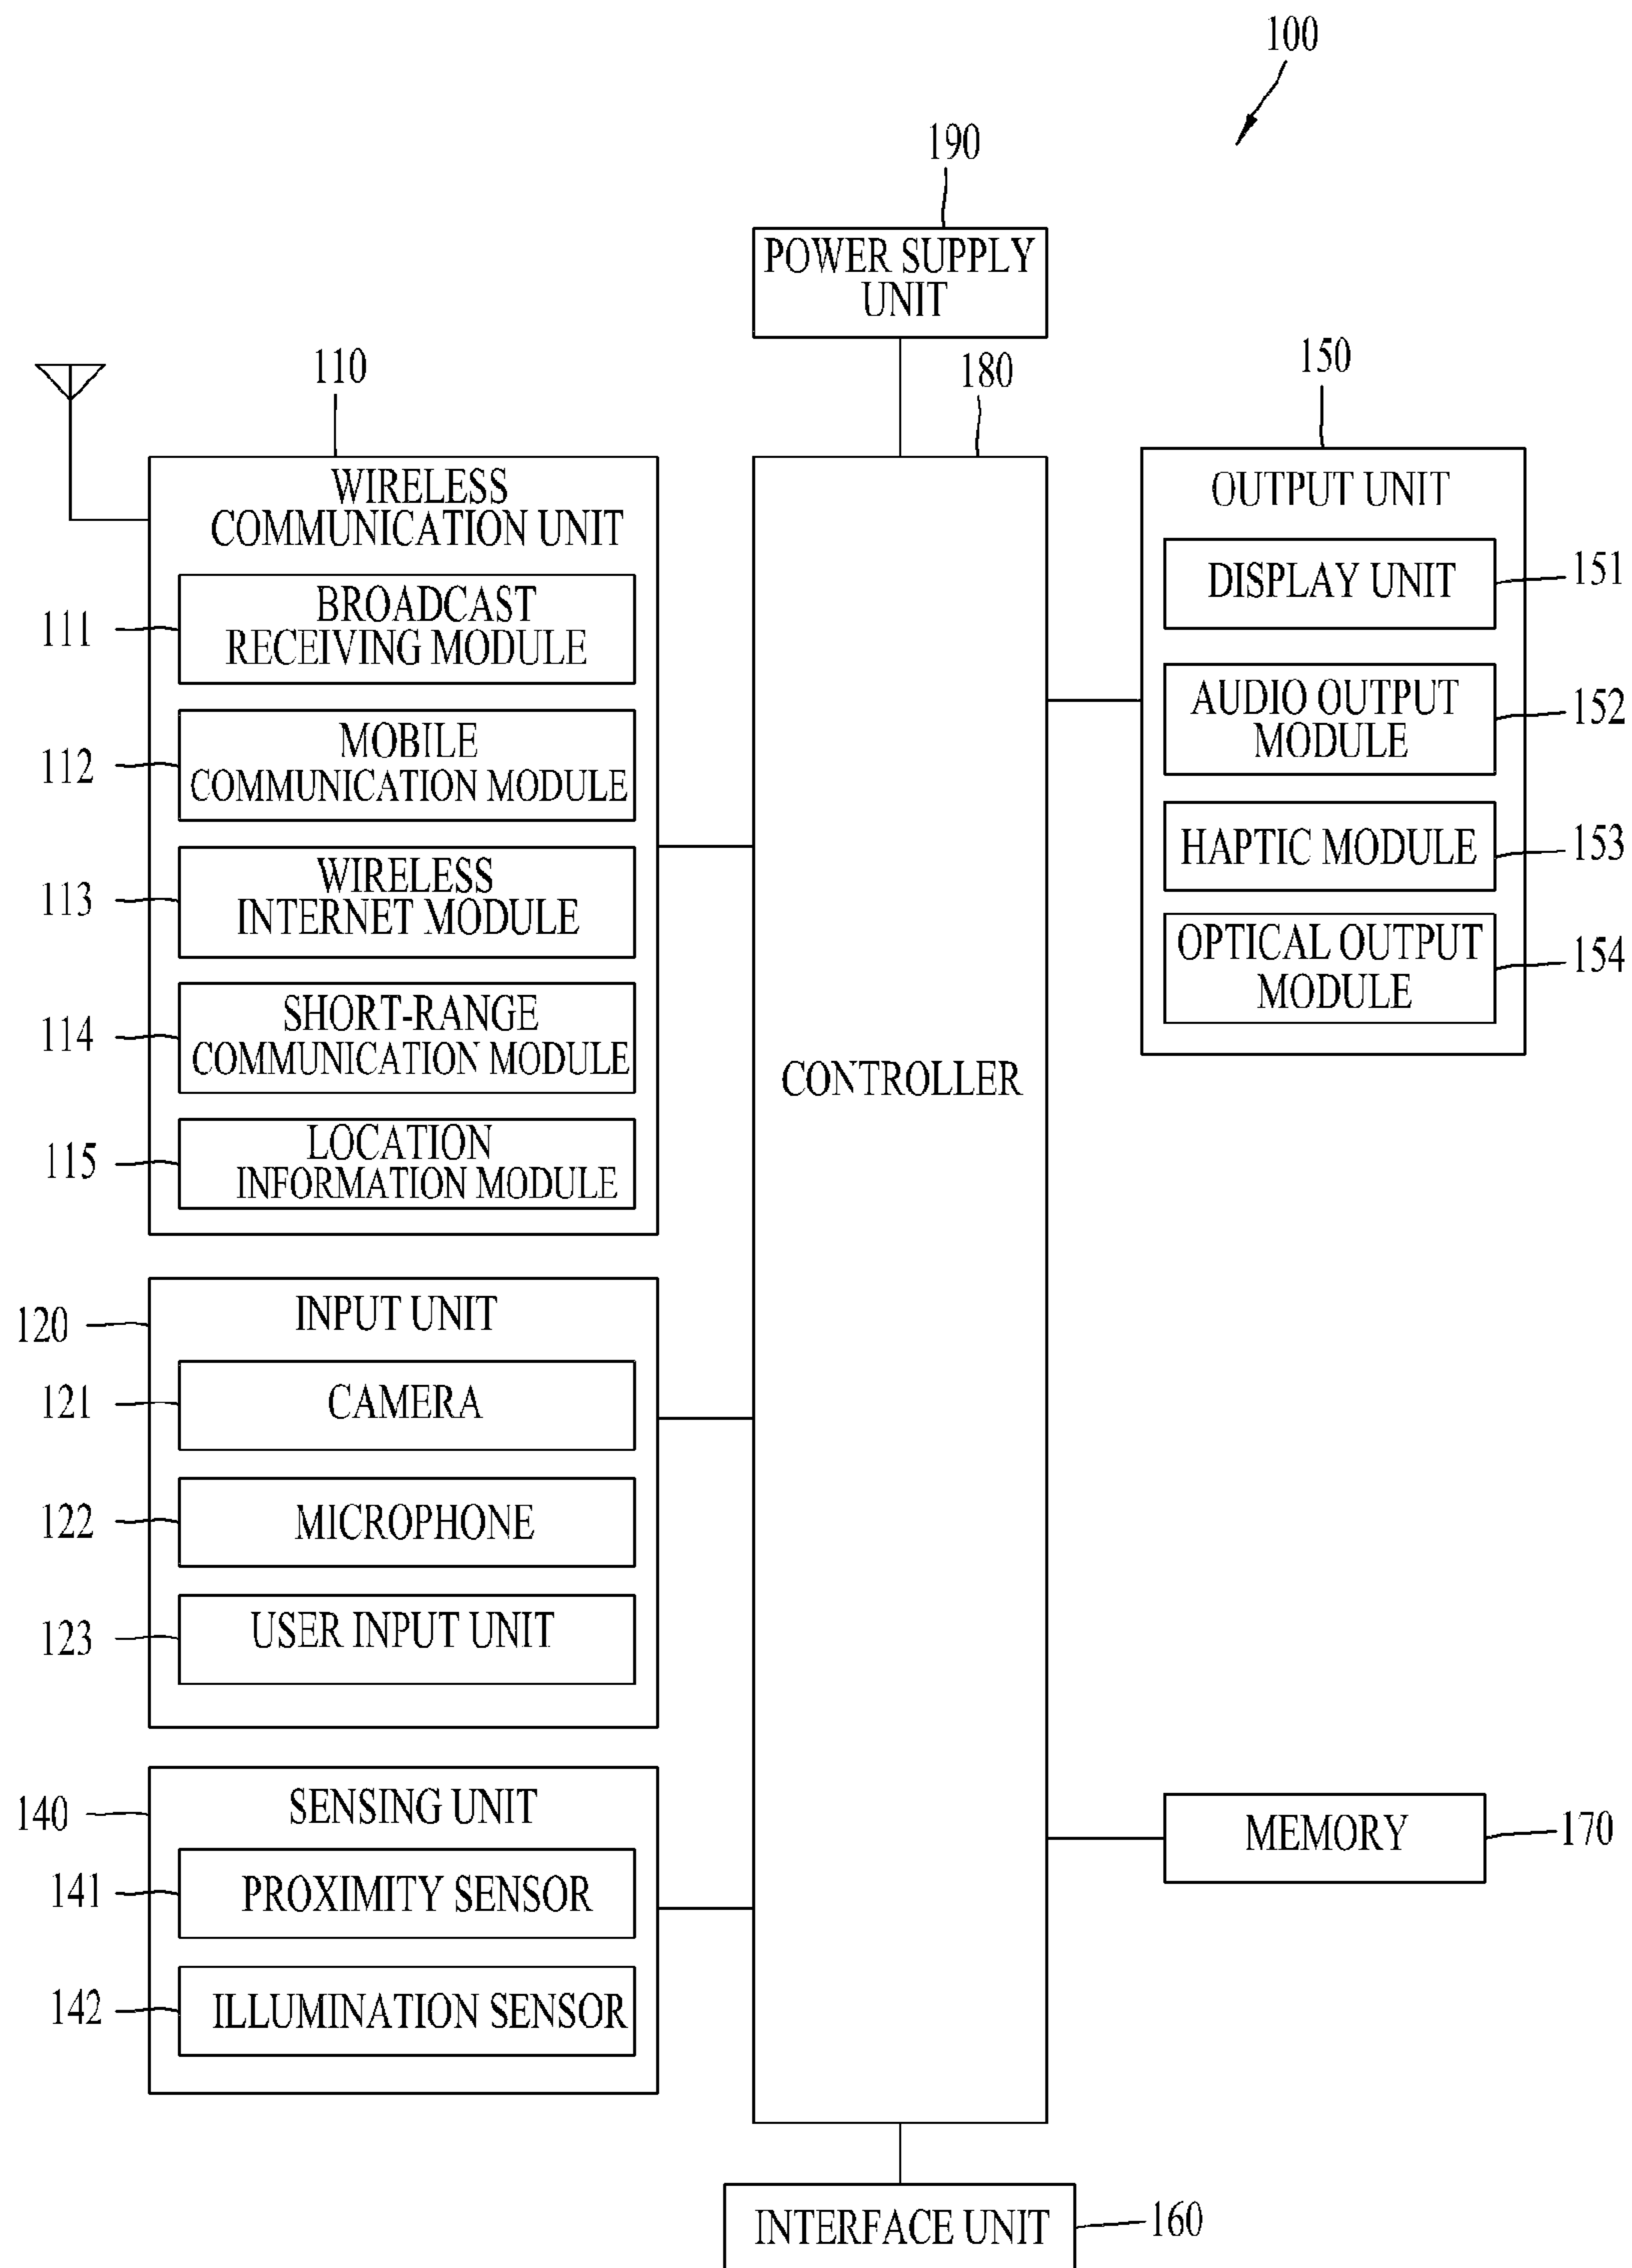 100
190
POWER SUPPLY
UNIT
110
180
150
WIRELESS
COMMUNICATION UNIT
111
BROADCAST
RECEIVING MODULE
112
MOBILE
COMMUNICATION MODULE
113
WIRELESS
INTERNET MODULE
114
SHORT-RANGE
COMMUNICATION MODULE
115
LOCATION
INFORMATION MODULE
120
INPUT UNIT
121
CAMERA
122
MICROPHONE
123
USER INPUT UNIT
140
SENSING UNIT
141
PROXIMITY SENSOR
142
ILLUMINATION SENSOR
CONTROLLER
OUTPUT UNIT
DISPLAY UNIT
151
AUDIO OUTPUT
MODULE
152
HAPTIC MODULE
153
OPTICAL OUTPUT
MODULE
154
MEMORY
170
INTERFACE UNIT
160